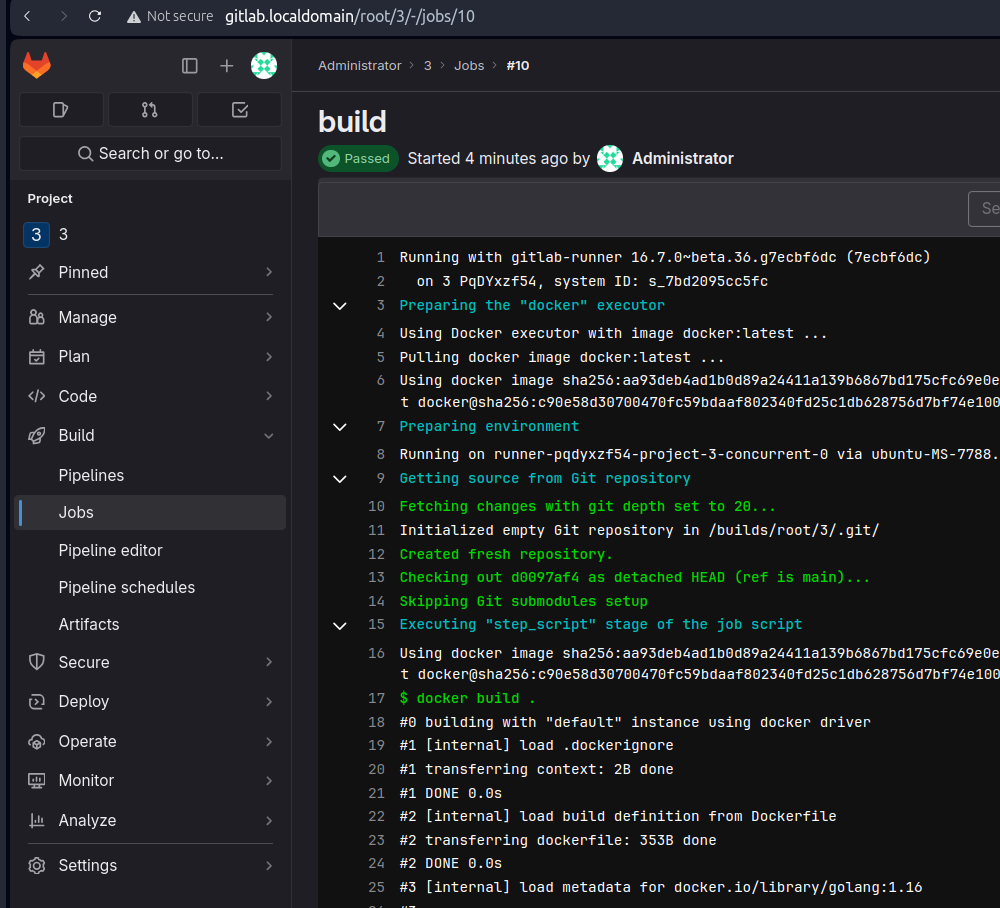 Not secure gitlab.localdomain/root/3/-/jobs/10
Administrator > 3 > Jobs > #10
Search or go to...
Project
3 3
Pinned
Manage
Plan
Code
Build
Pipelines
Jobs
Pipeline editor
Pipeline schedules
Artifacts
Secure
Deploy
Operate
Monitor
Analyze
Settings
build
Passed Started 4 minutes ago by Administrator
Se
1 Running with gitlab-runner 16.7.0~beta.36.g7ecbf6dc (7ecbf6dc)
2 on 3 PqDYxzf54, system ID: s_7bd2095cc5fc
3 Preparing the "docker" executor
4 Using Docker executor with image docker:latest ...
5 Pulling docker image docker:latest ...
6 Using docker image sha256:aa93deb4ad1b0d89a24411a139b6867bd175cfc69e0e
t docker@sha256:c90e58d30700470fc59bdaaf802340fd25c1db628756d7bf74e100
7 Preparing environment
8 Running on runner-pqdyxzf54-project-3-concurrent-0 via ubuntu-MS-7788.
9 Getting source from Git repository
10 Fetching changes with git depth set to 20...
11 Initialized empty Git repository in /builds/root/3/.git/
12 Created fresh repository.
13 Checking out d0097af4 as detached HEAD (ref is main)...
14 Skipping Git submodules setup
15 Executing "step_script" stage of the job script
16 Using docker image sha256:aa93deb4ad1b0d89a24411a139b6867bd175cfc69e0e
t docker@sha256:c90e58d30700470fc59bdaaf802340fd25c1db628756d7bf74e100
17 $ docker build .
18 #0 building with "default" instance using docker driver
19 #1 [internal] load .dockerignore
20 #1 transferring context: 2B done
21 #1 DONE 0.0s
22 #2 [internal] load build definition from Dockerfile
23 #2 transferring dockerfile: 353B done
24 #2 DONE 0.0s
25 #3 [internal] load metadata for docker.io/library/golang:1.16